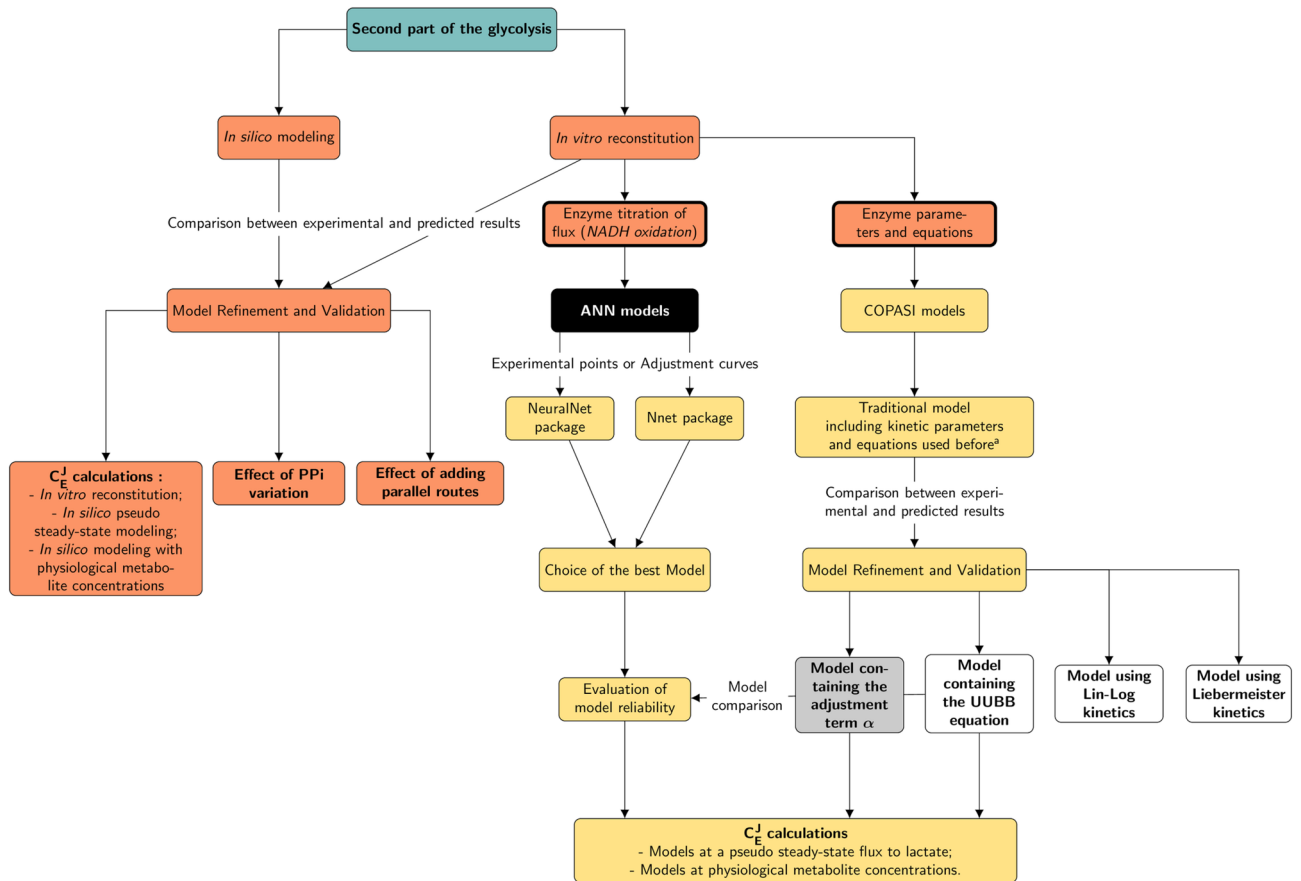 Second part of the glycolysis
In silico modeling
In vitro reconstitution
Comparison between experimental and predicted results
Enzyme titration of
flux (NADH oxidation)
Enzyme parame-
ters and equations
Model Refinement and Validation
ANN models
COPASI models
Experimental points or Adjustment curves
NeuralNet
package
Nnet package
Traditional model
including kinetic parameters
and equations used before^a
C_E^J calculations :
- In vitro reconstitution;
- In silico pseudo
steady-state modeling;
- In silico modeling with
physiological metabo-
lite concentrations
Effect of PPi
variation
Effect of adding
parallel routes
Comparison between experi-
mental and predicted results
Choice of the best Model
Model Refinement and Validation
Evaluation of
model reliability
Model
comparison
Model con-
taining the
adjustment
term α
Model
containing
the UUBB
equation
Model using
Lin-Log
kinetics
Model using
Liebermeister
kinetics
C_E^J calculations
- Models at a pseudo steady-state flux to lactate;
- Models at physiological metabolite concentrations.